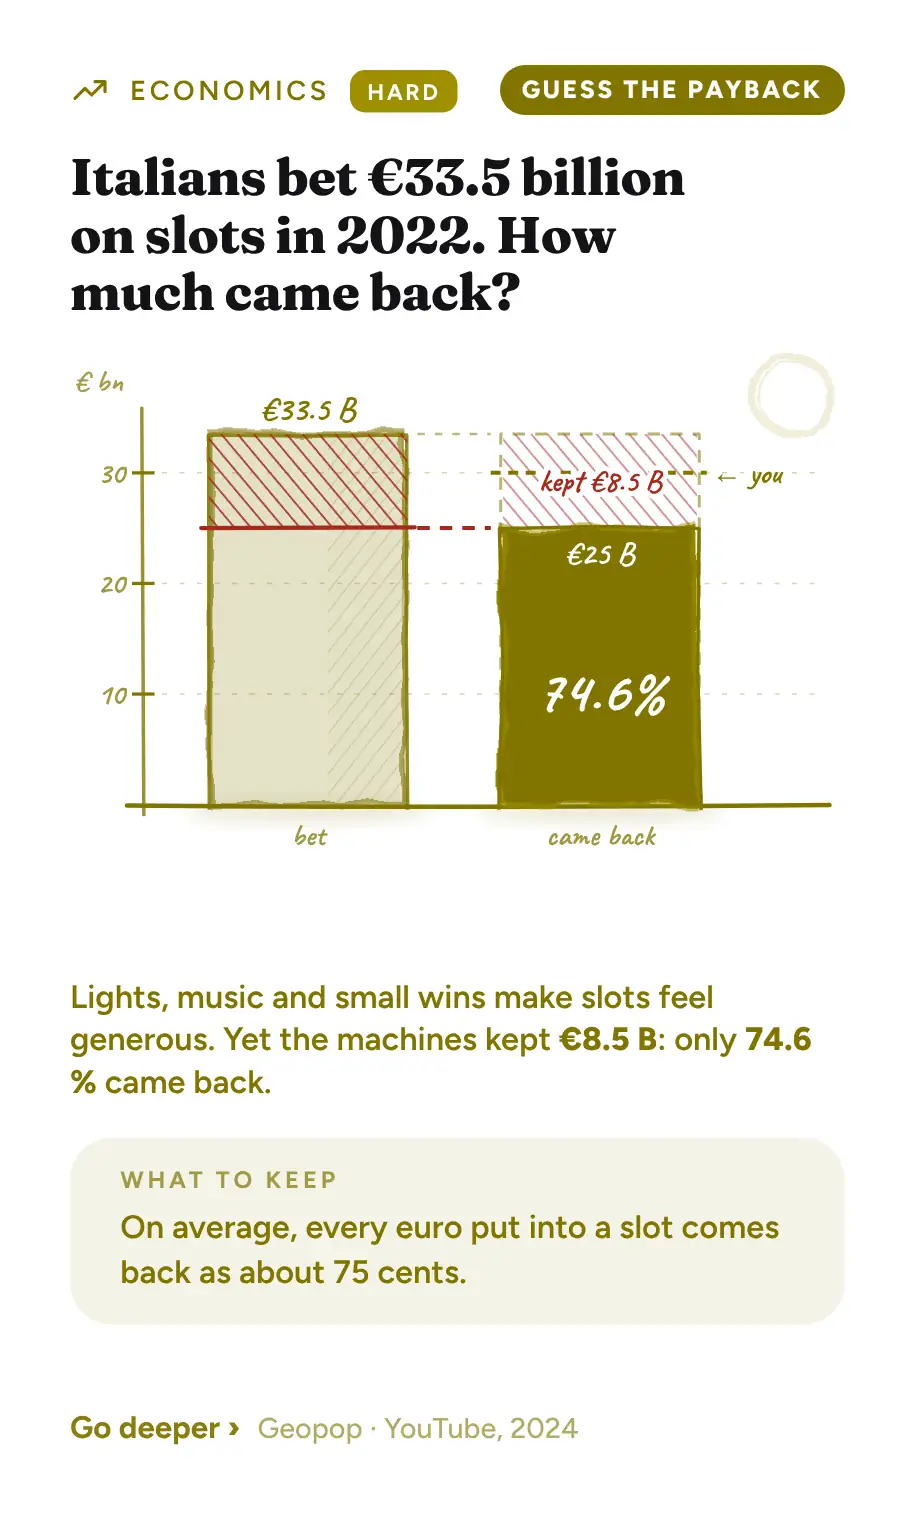 ECONOMICS HARD GUESS THE PAYBACK
Italians bet €33.5 billion
on slots in 2022. How
much came back?
€ bn
€33.5 B
30
kept €8.5 B
← you
€25 B
20
74.6%
10
bet
came back
Lights, music and small wins make slots feel
generous. Yet the machines kept €8.5 B: only 74.6
% came back.
WHAT TO KEEP
On average, every euro put into a slot comes
back as about 75 cents.
Go deeper › Geopop · YouTube, 2024